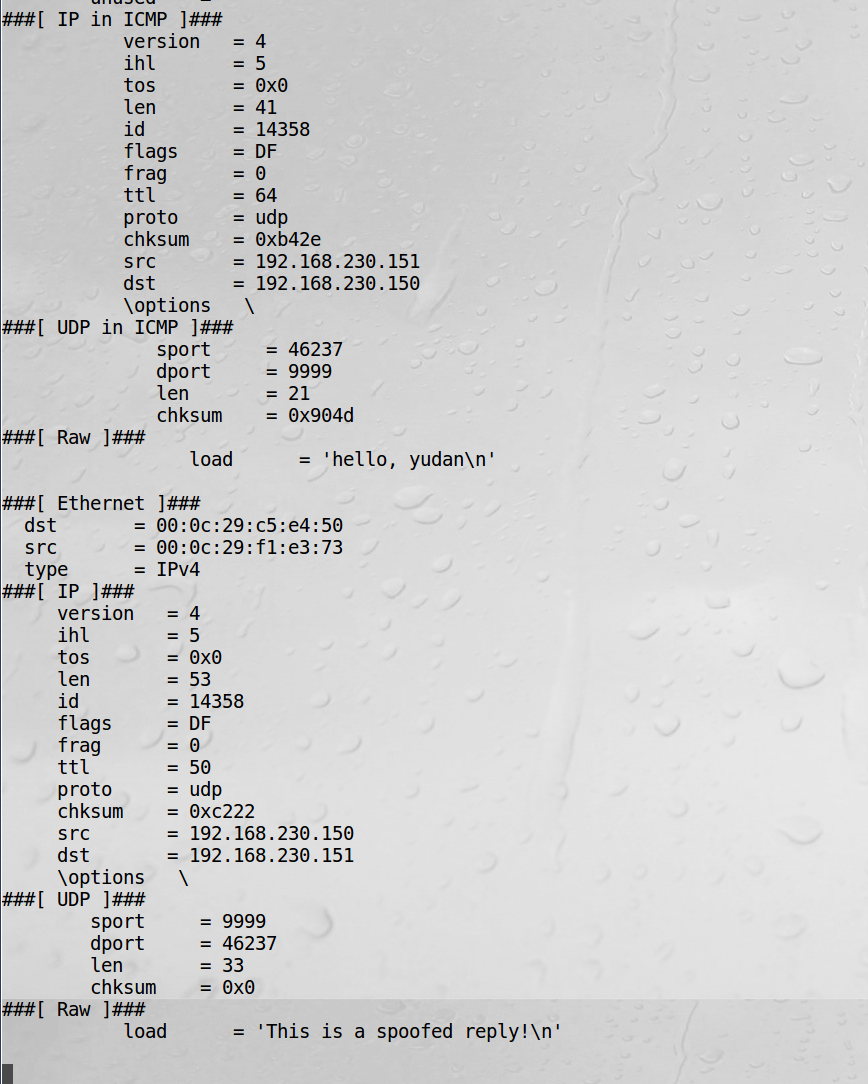 ###[ IP in ICMP ]###
version = 4
ihl = 5
tos = 0x0
len = 41
id = 14358
flags = DF
frag = 0
ttl = 64
proto = udp
chksum = 0xb42e
src = 192.168.230.151
dst = 192.168.230.150
\options \
###[ UDP in ICMP ]###
sport = 46237
dport = 9999
len = 21
chksum = 0x904d
###[ Raw ]###
load = 'hello, yudan\n'
###[ Ethernet ]###
dst = 00:0c:29:c5:e4:50
src = 00:0c:29:f1:e3:73
type = IPv4
###[ IP ]###
version = 4
ihl = 5
tos = 0x0
len = 53
id = 14358
flags = DF
frag = 0
ttl = 50
proto = udp
chksum = 0xc222
src = 192.168.230.150
dst = 192.168.230.151
\options \
###[ UDP ]###
sport = 9999
dport = 46237
len = 33
chksum = 0x0
###[ Raw ]###
load = 'This is a spoofed reply!\n'